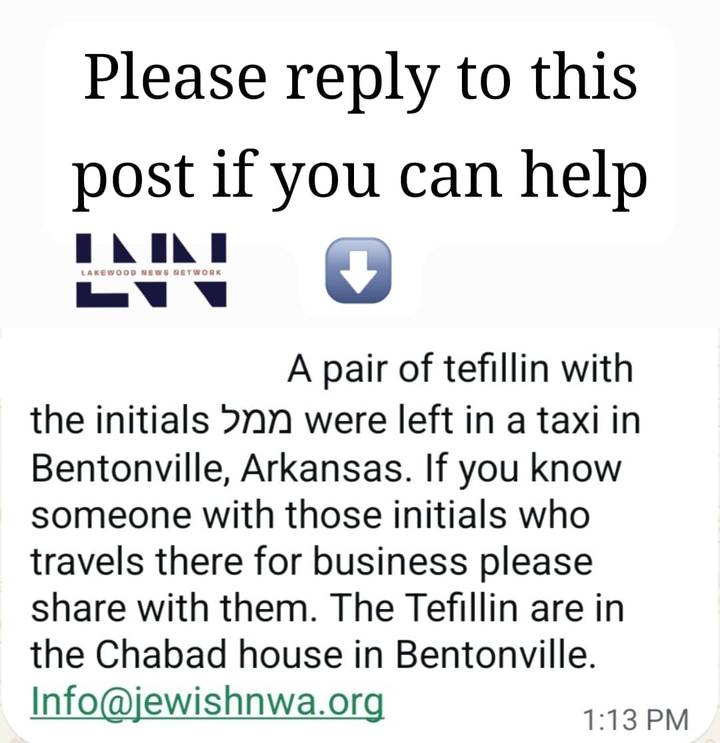 Please reply to this
post if you can help
LNN
LAKEWOOD NEWS NETWORK
A pair of tefillin with
the initials ממל were left in a taxi in
Bentonville, Arkansas. If you know
someone with those initials who
travels there for business please
share with them. The Tefillin are in
the Chabad house in Bentonville.
Info@jewishnwa.org
1:13 PM